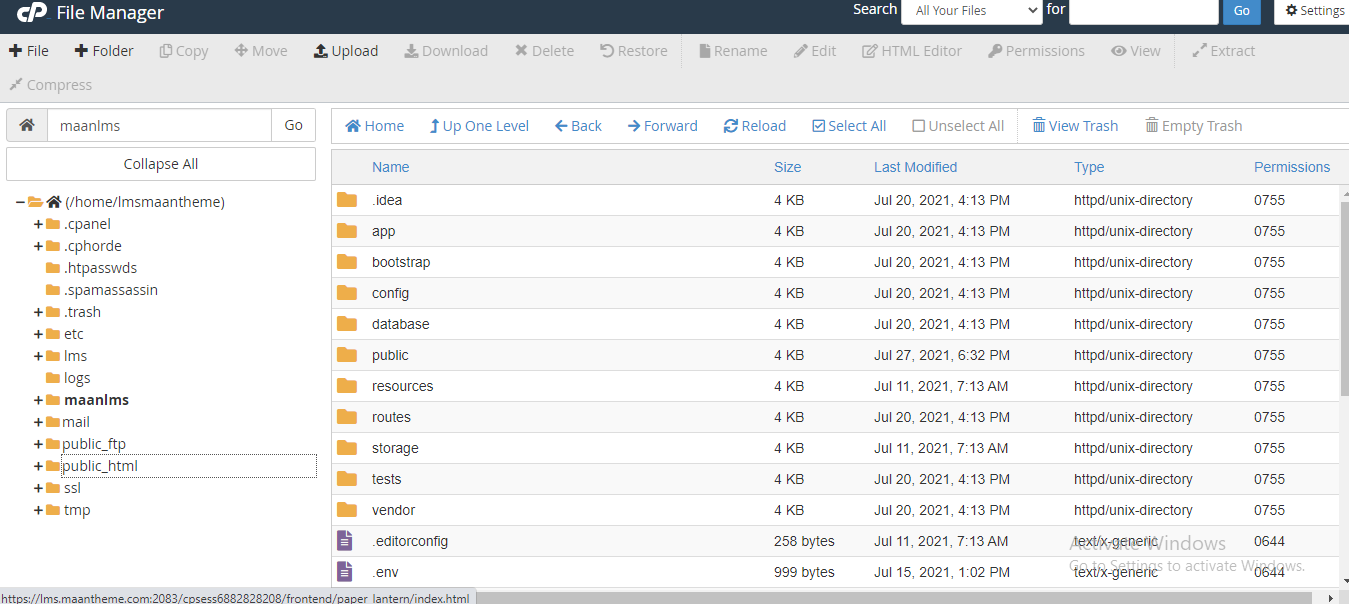 cP File Manager
Search All Your Files for Go Settings
File Folder Copy Move Upload Download Delete Restore Rename Edit HTML Editor Permissions View Extract
Compress
maanlms Go
Home Up One Level Back Forward Reload Select All Unselect All View Trash Empty Trash
Collapse All
(/home/lmsmaantheme)
.cpanel
.cphorde
.htpasswds
.spamassassin
.trash
etc
lms
logs
maanlms
mail
public_ftp
public_html
ssl
tmp
Name Size Last Modified Type Permissions
.idea 4 KB Jul 20, 2021, 4:13 PM httpd/unix-directory 0755
app 4 KB Jul 20, 2021, 4:13 PM httpd/unix-directory 0755
bootstrap 4 KB Jul 20, 2021, 4:13 PM httpd/unix-directory 0755
config 4 KB Jul 20, 2021, 4:13 PM httpd/unix-directory 0755
database 4 KB Jul 20, 2021, 4:13 PM httpd/unix-directory 0755
public 4 KB Jul 27, 2021, 6:32 PM httpd/unix-directory 0755
resources 4 KB Jul 11, 2021, 7:13 AM httpd/unix-directory 0755
routes 4 KB Jul 20, 2021, 4:13 PM httpd/unix-directory 0755
storage 4 KB Jul 11, 2021, 7:13 AM httpd/unix-directory 0755
tests 4 KB Jul 20, 2021, 4:13 PM httpd/unix-directory 0755
vendor 4 KB Jul 20, 2021, 4:13 PM httpd/unix-directory 0755
.editorconfig 258 bytes Jul 11, 2021, 7:13 AM text/x-generic 0644
.env 999 bytes Jul 15, 2021, 1:02 PM text/x-generic 0644
Activate Windows
Go to Settings to activate Windows.
https://lms.maantheme.com:2083/cpsess6882828208/frontend/paper_lantern/index.html